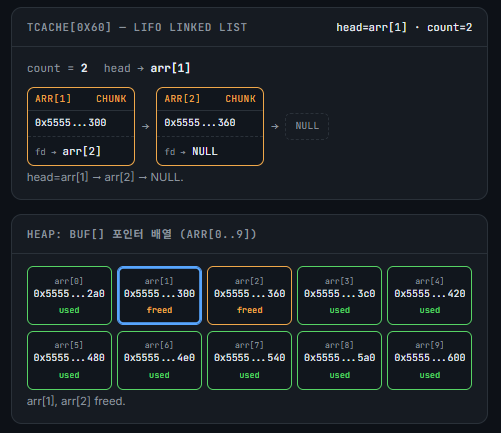 TCACHE[0X60] — LIFO LINKED LIST head=arr[1] · count=2
count = 2 head → arr[1]
ARR[1] CHUNK ARR[2] CHUNK
0x5555...300 → 0x5555...360 → NULL
fd → arr[2] fd → NULL
head=arr[1] → arr[2] → NULL.
HEAP: BUF[] 포인터 배열 (ARR[0..9])
arr[0] arr[1] arr[2] arr[3] arr[4]
0x5555...2a0 0x5555...300 0x5555...360 0x5555...3c0 0x5555...420
used freed freed used used
arr[5] arr[6] arr[7] arr[8] arr[9]
0x5555...480 0x5555...4e0 0x5555...540 0x5555...5a0 0x5555...600
used used used used used
arr[1], arr[2] freed.